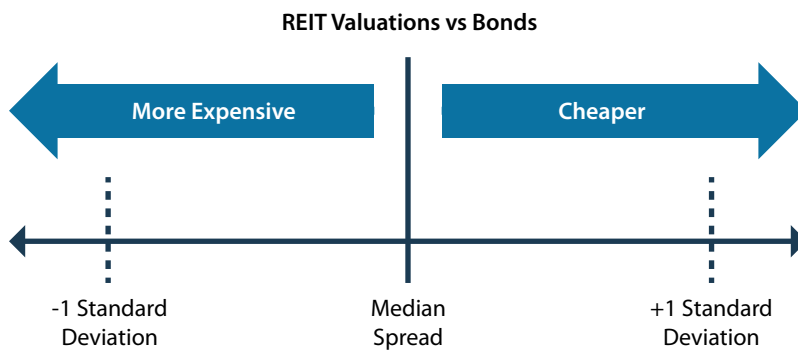 REIT Valuations vs Bonds
More Expensive
Cheaper
-1 Standard
Deviation
Median
Spread
+1 Standard
Deviation